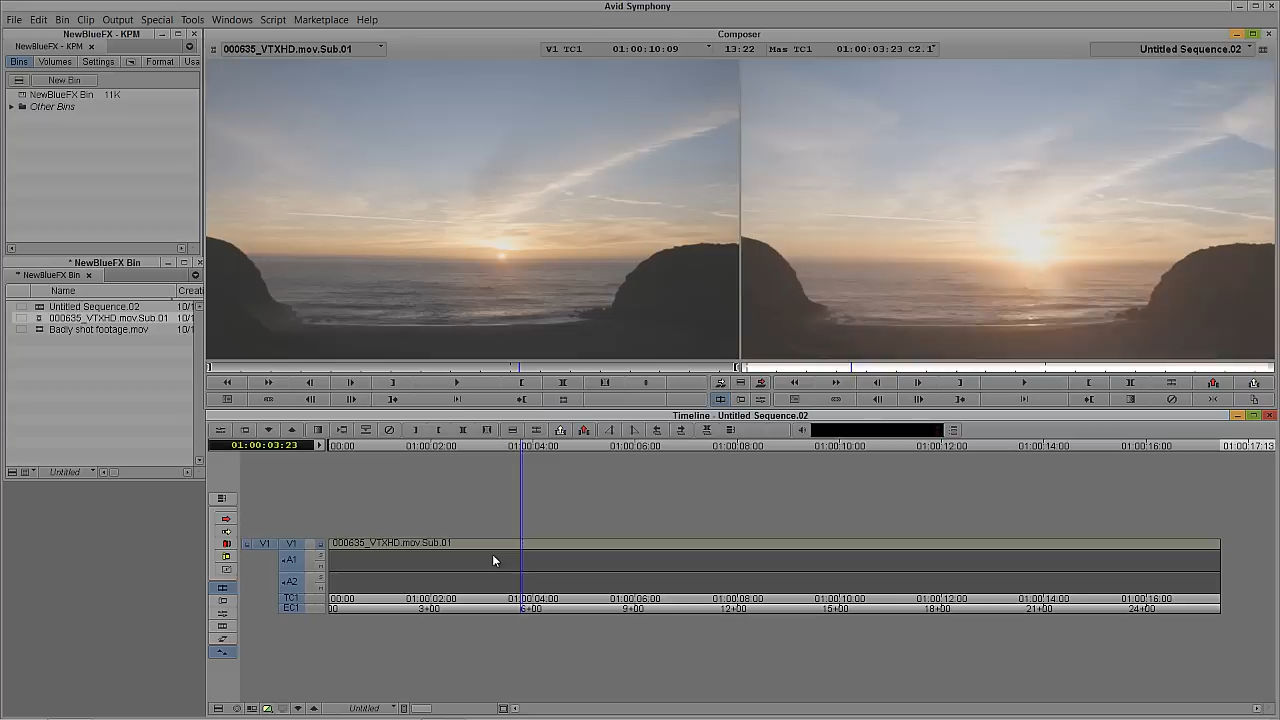 Avid Symphony
File Edit Bin Clip Output Special Tools Windows Script Marketplace Help
NewBlueFX - KPM
NewBlueFX - KPM
Bins Volumes Settings Format Usa
New Bin
NewBlueFX Bin 11K
Other Bins
* NewBlueFX Bin
* NewBlueFX Bin
Name Creati
Untitled Sequence.02 10/1
000635_VTXHD.mov.Sub.01 10/1
Badly shot footage.mov 10/1
Untitled
Composer
000635_VTXHD.mov.Sub.01 V1 TC1 01:00:10:09 13:22 Mas TC1 01:00:03:23 C2.1 Untitled Sequence.02
Timeline - Untitled Sequence.02
01:00:03:23 00:00 01:00:02:00 01:00:04:00 01:00:06:00 01:00:08:00 01:00:10:00 01:00:12:00 01:00:14:00 01:00:16:00 01:00:17:13
V1 V1 000635_VTXHD.mov.Sub.01
A1
A2
TC1 00:00 01:00:02:00 01:00:04:00 01:00:06:00 01:00:08:00 01:00:10:00 01:00:12:00 01:00:14:00 01:00:16:00
EC1 00 3+00 6+00 9+00 12+00 15+00 18+00 21+00 24+00
Untitled